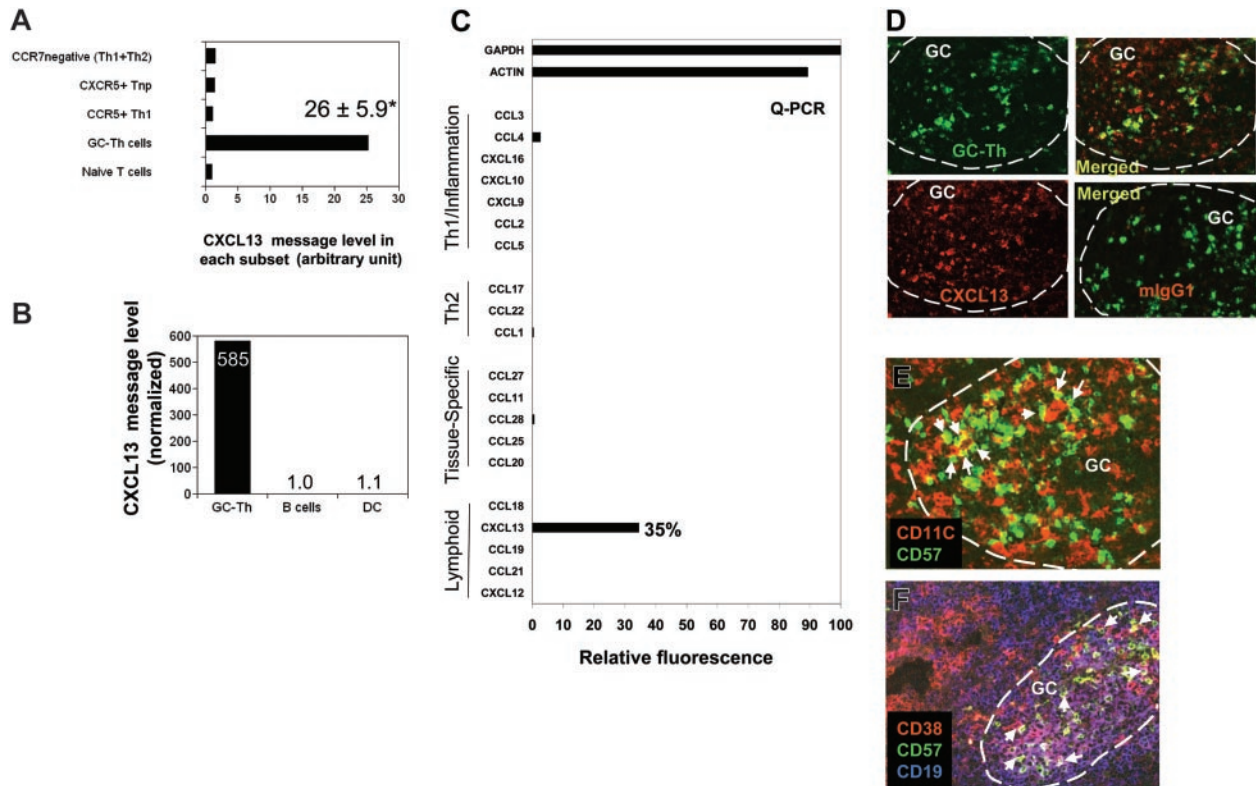 A
CCR7negative (Th1+Th2)
CXCR5+ Tnp
CCR5+ Th1
GC-Th cells
Naive T cells
26 ± 5.9*
0 5 10 15 20 25 30
CXCL13 message level in
each subset (arbitrary unit)
B
CXCL13 message level
(normalized)
600
500
400
300
200
100
0
585
1.0
1.1
GC-Th B cells DC
C
GAPDH
ACTIN
Q-PCR
Th1/Inflammation
CCL3
CCL4
CXCL16
CXCL10
CXCL9
CCL2
CCL5
Th2
CCL17
CCL22
CCL1
Tissue-Specific
CCL27
CCL11
CCL28
CCL25
CCL20
Lymphoid
CCL18
CXCL13
35%
CCL19
CCL21
CXCL12
0 10 20 30 40 50 60 70 80 90 100
Relative fluorescence
D
GC
GC-Th
GC
Merged
GC
CXCL13
Merged
GC
mIgG1
E
GC
CD11C
CD57
F
GC
CD38
CD57
CD19